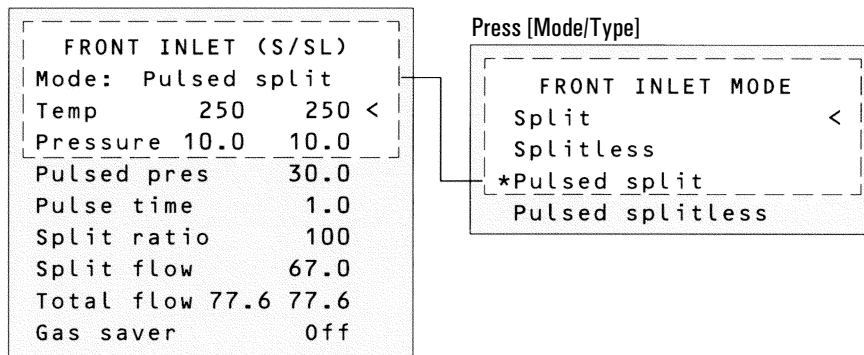 FRONT INLET (S/SL)
Mode: Pulsed split
Temp 250 250 <
Pressure 10.0 10.0
Pulsed pres 30.0
Pulse time 1.0
Split ratio 100
Split flow 67.0
Total flow 77.6 77.6
Gas saver Off
Press [Mode/Type]
FRONT INLET MODE
Split <
Splitless
*Pulsed split
Pulsed splitless